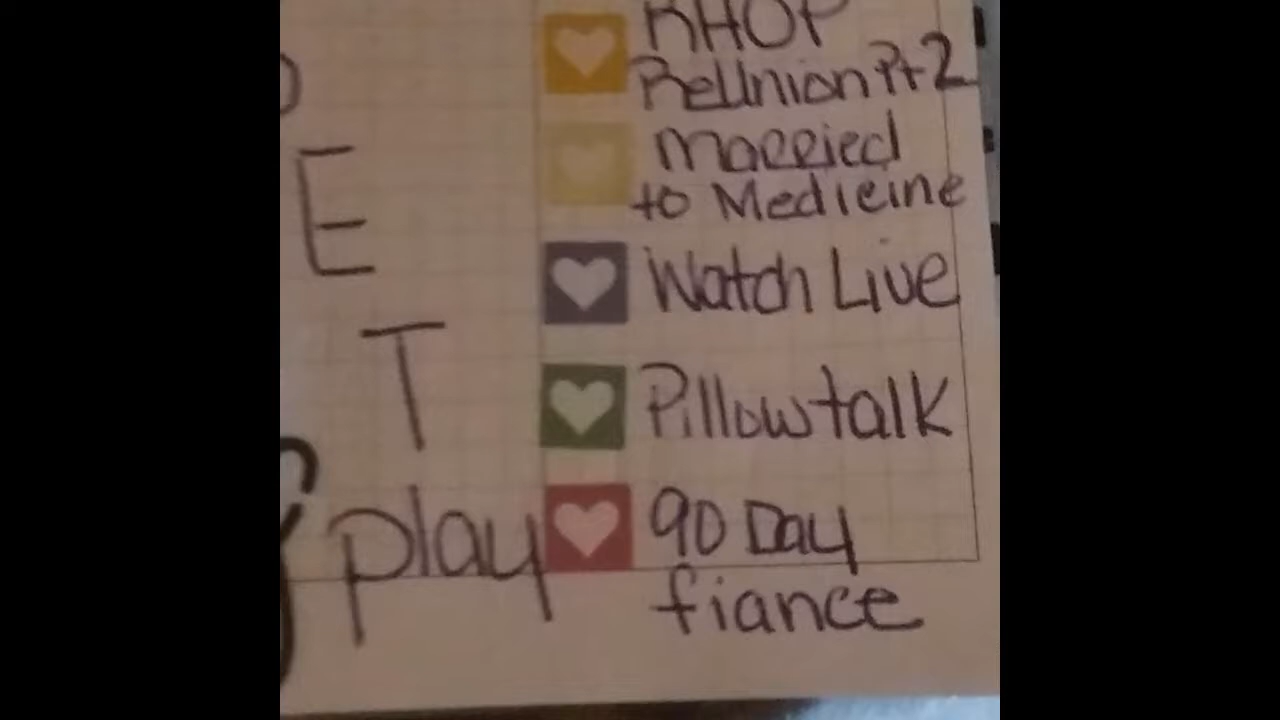 RHOP
ReUnion Pt 2
Married
to Medicine
Watch Live
Pillowtalk
90 Day
fiance
E
T
play